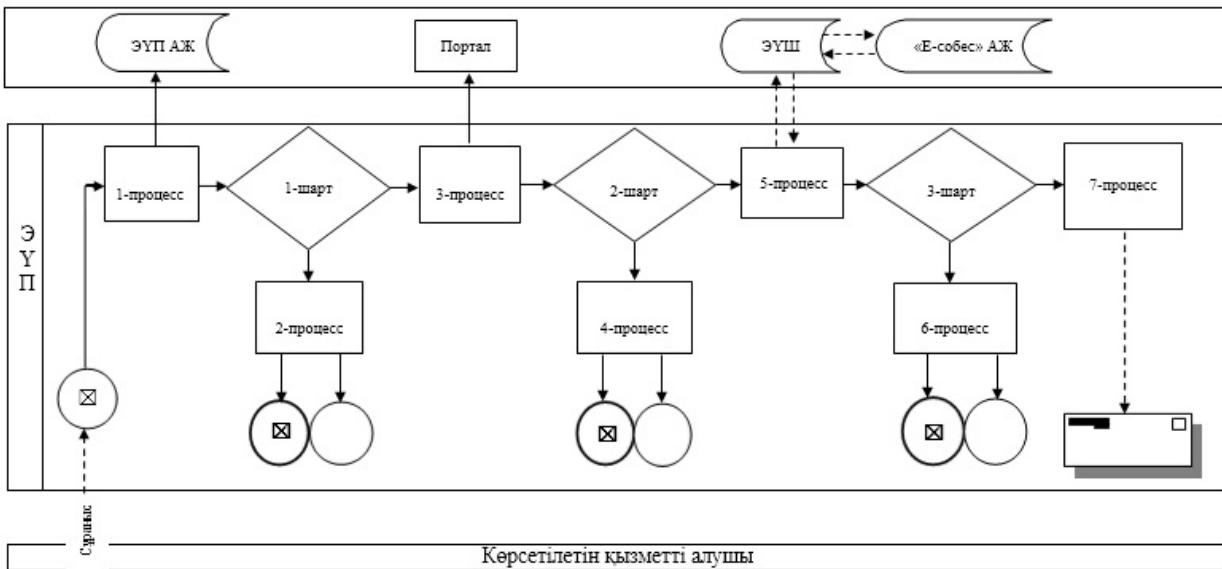 ЭҮП АЖ
Портал
ЭҮШ
«Е-собес» АЖ
ЭҮП
1-процесс
1-шарт
3-процесс
2-шарт
5-процесс
3-шарт
7-процесс
2-процесс
4-процесс
6-процесс
Сұраныс
Көрсетілетін қызметті алушы